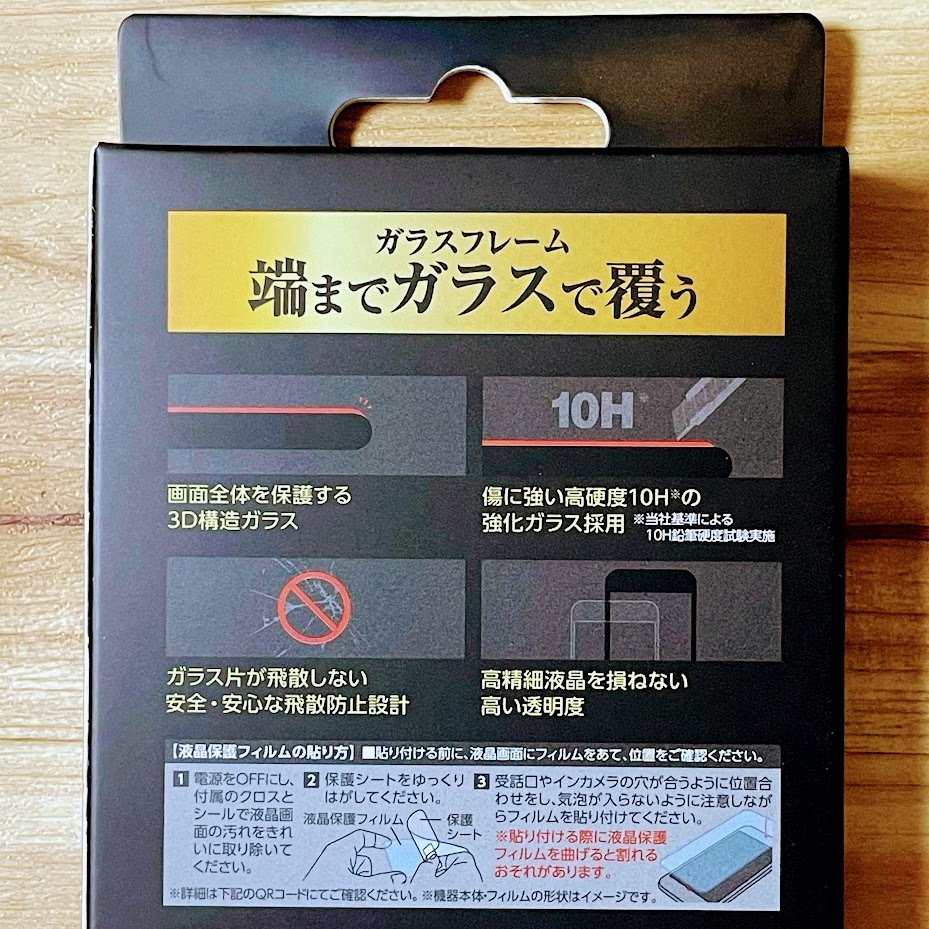 ガラスフレーム
端までガラスで覆う
10H※
画面全体を保護する
3D構造ガラス
傷に強い高硬度10H※の
強化ガラス採用 ※当社基準による
10H鉛筆硬度試験実施
ガラス片が飛散しない
安全・安心な飛散防止設計
高精細液晶を損ねない
高い透明度
【液晶保護フィルムの貼り方】 ■貼り付ける前に、液晶画面にフィルムをあて、位置をご確認ください。
1 電源をOFFにし、
付属のクロスと
シールで液晶画
面の汚れをきれ
いに取り除いて
ください。
2 保護シートをゆっくり
はがしてください。
液晶保護フィルム
保護
シート
3 受話口やインカメラの穴が合うように位置合
わせをし、気泡が入らないように注意しなが
らフィルムを貼り付けてください。
※貼り付ける際に液晶保護
フィルムを曲げると割れる
おそれがあります。
※詳細は下記のQRコードにてご確認ください。※機器本体・フィルムの形状はイメージです。